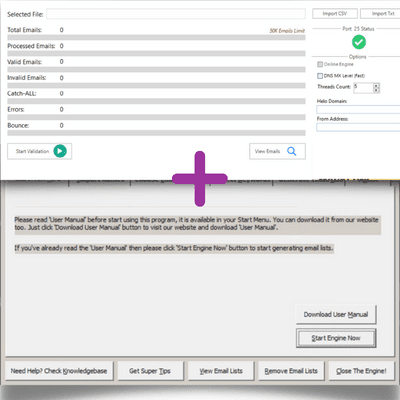 Selected File:
Import CSV
Import Txt
Total Emails: 0
30K Emails Limit
Port 25 Status
Processed Emails: 0
Valid Emails: 0
Options
Online Engine
Invalid Emails: 0
DNS MX Level (Fast)
Catch-ALL: 0
Threads Count: 5
Errors: 0
Helo Domain:
Bounce: 0
From Address:
Start Validation
View Emails
Please read 'User Manual' before start using this program, it is available in your Start Menu. You can download it from our website
too. Just click 'Download User Manual' button to visit our website and download 'User Manual'.
If you've already read the 'User Manual' then please click 'Start Engine Now' button to start generating email lists.
Download User Manual
Start Engine Now
Need Help? Check Knowledgebase
Get Super Tips
View Email Lists
Remove Email Lists
Close The Engine!